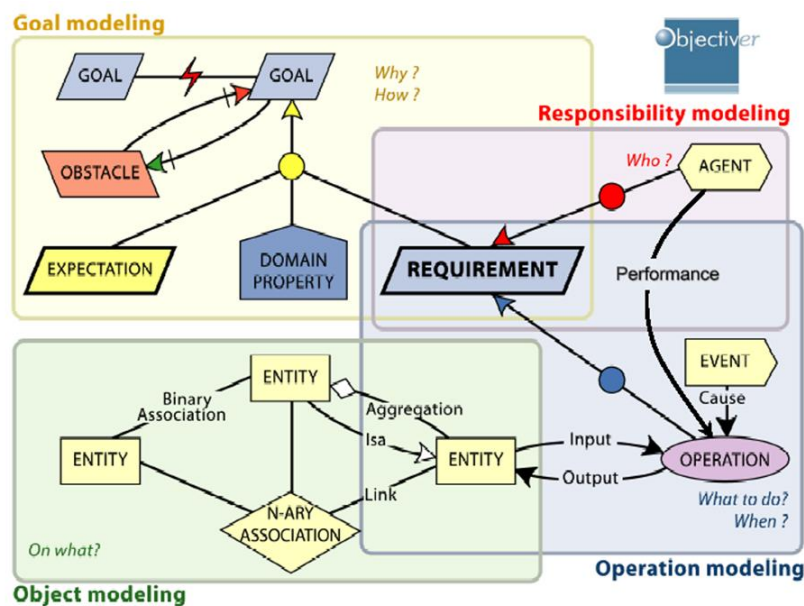 Goal modeling
Objectiver
GOAL
GOAL
Why ?
How ?
Responsibility modeling
OBSTACLE
Who ?
AGENT
EXPECTATION
DOMAIN
PROPERTY
REQUIREMENT
Performance
ENTITY
EVENT
Binary
Association
Aggregation
Cause
ENTITY
Isa
ENTITY
Input
OPERATION
Output
Link
N-ARY
ASSOCIATION
What to do?
When ?
On what?
Operation modeling
Object modeling